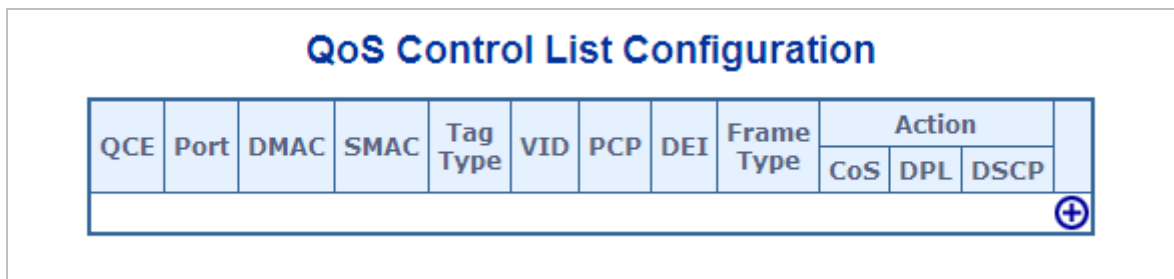 QoS Control List Configuration
QCE Port DMAC SMAC Tag Type VID PCP DEI Frame Type Action
CoS DPL DSCP